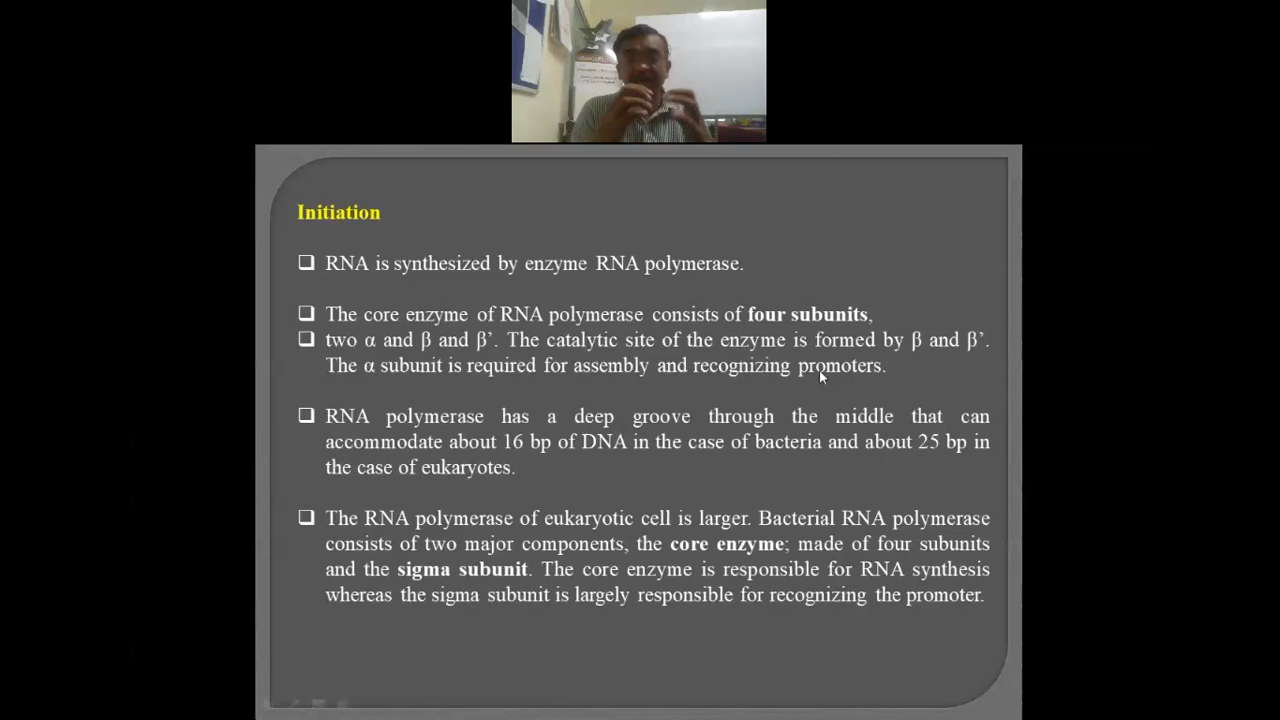 Initiation
❑ RNA is synthesized by enzyme RNA polymerase.
❑ The core enzyme of RNA polymerase consists of four subunits,
❑ two α and β and β’. The catalytic site of the enzyme is formed by β and β’.
The α subunit is required for assembly and recognizing promoters.
❑ RNA polymerase has a deep groove through the middle that can
accommodate about 16 bp of DNA in the case of bacteria and about 25 bp in
the case of eukaryotes.
❑ The RNA polymerase of eukaryotic cell is larger. Bacterial RNA polymerase
consists of two major components, the core enzyme; made of four subunits
and the sigma subunit. The core enzyme is responsible for RNA synthesis
whereas the sigma subunit is largely responsible for recognizing the promoter.